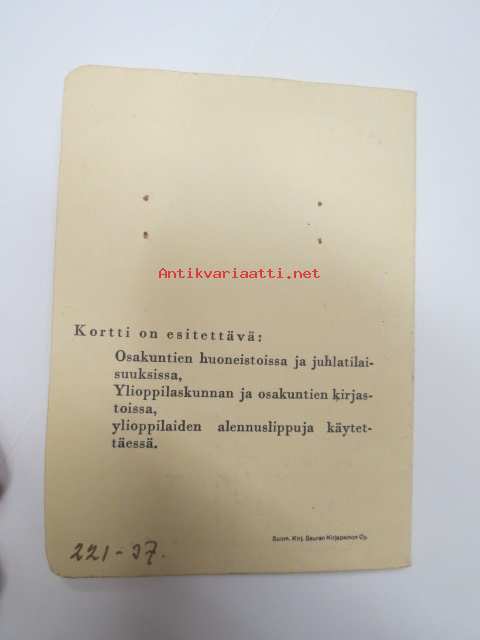 Antikvariaatti.net
Kortti on esitettävä:
Osakuntien huoneistoissa ja juhlatilai-
suuksissa,
Ylioppilaskunnan ja osakuntien kirjas-
toissa,
ylioppilaiden alennuslippuja käytet-
täessä.
Suom. Kirj. Seuran Kirjapainon Oy.
221-37.